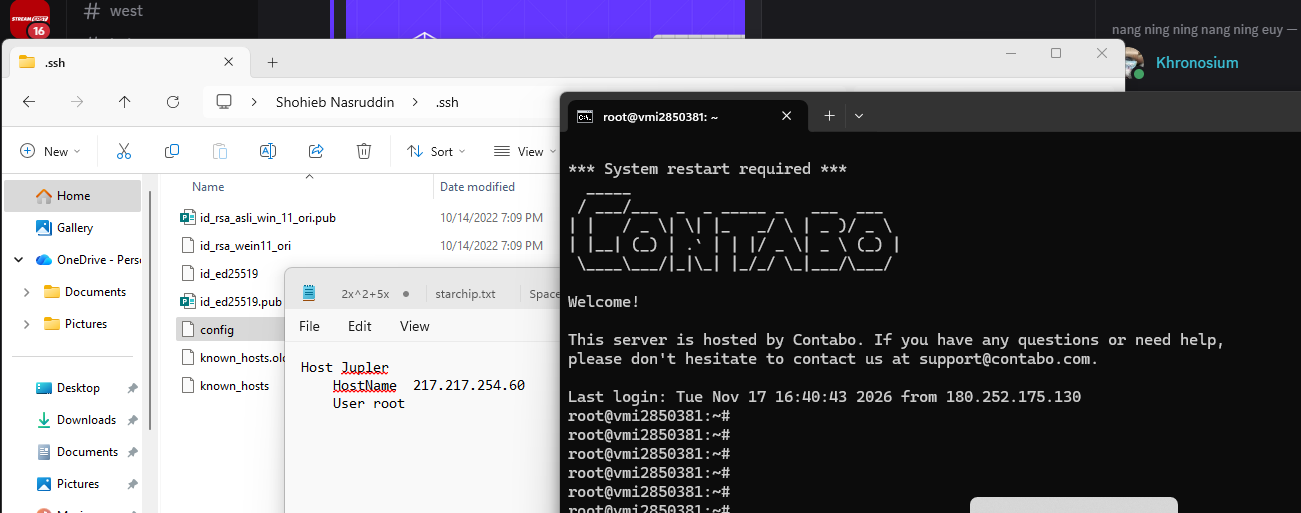 STREAM
16
# west
nang ning ning nang ning euy —
Khronosium
.ssh
Shohieb Nasruddin > .ssh
New
Sort
View
Home
Gallery
OneDrive - Pers
Documents
Pictures
Desktop
Downloads
Documents
Pictures
Name
Date modified
id_rsa_asli_win_11_ori.pub
10/14/2022 7:09 PM
id_rsa_wein11_ori
10/14/2022 7:09 PM
id_ed25519
id_ed25519.pub
config
known_hosts.old
known_hosts
2x^2+5x
starchip.txt
Space
File
Edit
View
Host Jupler
HostName 217.217.254.60
User root
root@vmi2850381: ~
*** System restart required ***
CONTABO
Welcome!
This server is hosted by Contabo. If you have any questions or need help,
please don't hesitate to contact us at support@contabo.com.
Last login: Tue Nov 17 16:40:43 2026 from 180.252.175.130
root@vmi2850381:~#
root@vmi2850381:~#
root@vmi2850381:~#
root@vmi2850381:~#
root@vmi2850381:~#
root@vmi2850381:~#